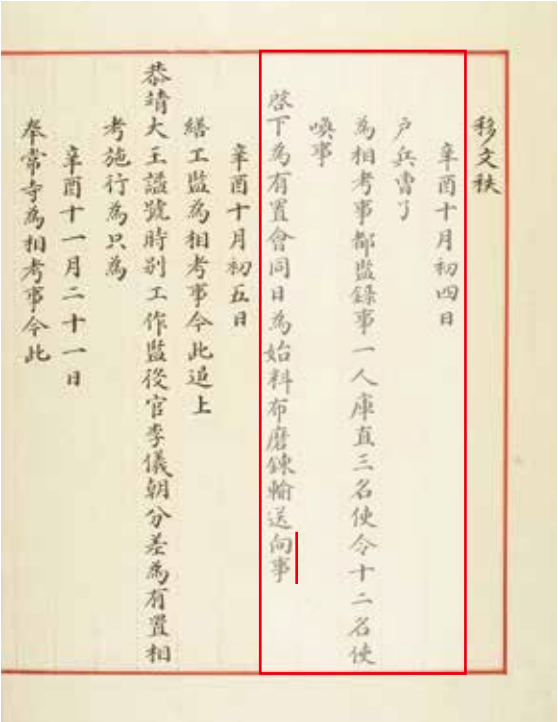 移文秩
辛酉十月初四日
户兵曺了
為相考事都監錄事一人庫直三名使令十二名使
喚事
啓下為有置會同日為始料布磨鍊輸送向事
辛酉十月初五日
繕工監為相考事今此追上
恭靖大王諡號時別工作監役官李儀朝分差為有置相
考施行為只為
辛酉十一月二十一日
奉常寺為相考事今此